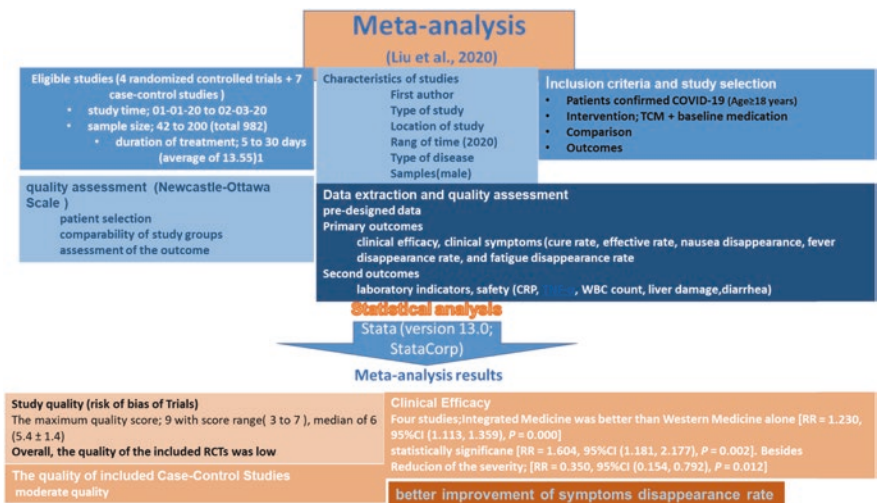 Meta-analysis
(Liu et al., 2020)
Eligible studies (4 randomized controlled trials + 7
case-control studies )
• study time; 01-01-20 to 02-03-20
• sample size; 42 to 200 (total 982)
• duration of treatment; 5 to 30 days
(average of 13.55)1
quality assessment (Newcastle-Ottawa
Scale )
patient selection
comparability of study groups
assessment of the outcome
Characteristics of studies
First author
Type of study
Location of study
Rang of time (2020)
Type of disease
Samples(male)
Inclusion criteria and study selection
• Patients confirmed COVID-19 (Age≥18 years)
• Intervention; TCM + baseline medication
• Comparison
• Outcomes
Data extraction and quality assessment
pre-designed data
Primary outcomes
clinical efficacy, clinical symptoms (cure rate, effective rate, nausea disappearance, fever
disappearance rate, and fatigue disappearance rate
Second outcomes
laboratory indicators, safety (CRP, , WBC count, liver damage,diarrhea)
Statistical analysis
Stata (version 13.0;
StataCorp)
Meta-analysis results
Study quality (risk of bias of Trials)
The maximum quality score; 9 with score range( 3 to 7 ), median of 6
(5.4 ± 1.4)
Overall, the quality of the included RCTs was low
The quality of included Case-Control Studies
moderate quality
Clinical Efficacy
Four studies;Integrated Medicine was better than Western Medicine alone [RR = 1.230,
95%CI (1.113, 1.359), P = 0.000]
statistically significane [RR = 1.604, 95%CI (1.181, 2.177), P = 0.002]. Besides
Reducion of the severity; [RR = 0.350, 95%CI (0.154, 0.792), P = 0.012]
better improvement of symptoms disappearance rate